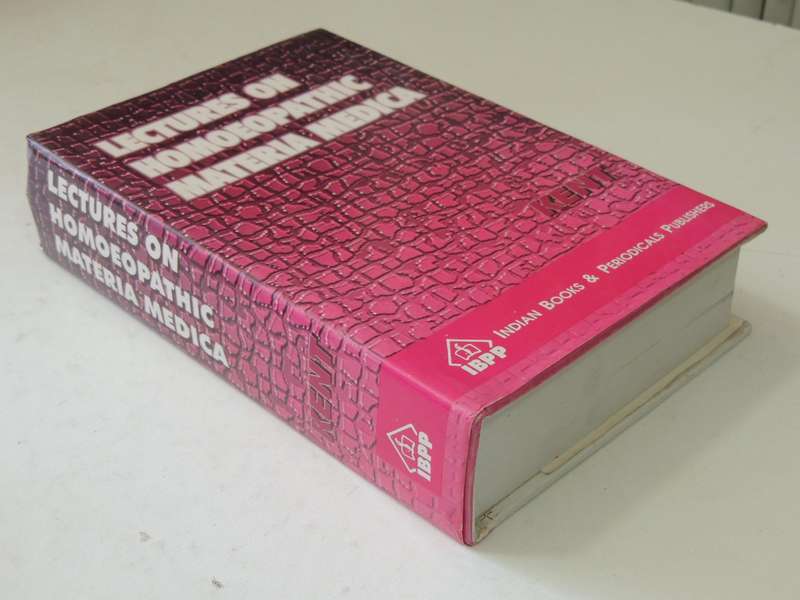 LECTURES ON
HOMOEOPATHIC
MATERIA MEDICA
KENT
IBPP
INDIAN BOOKS & PERIODICALS PUBLISHERS
LECTURES ON
HOMOEOPATHIC
MATERIA MEDICA
KENT
IBPP